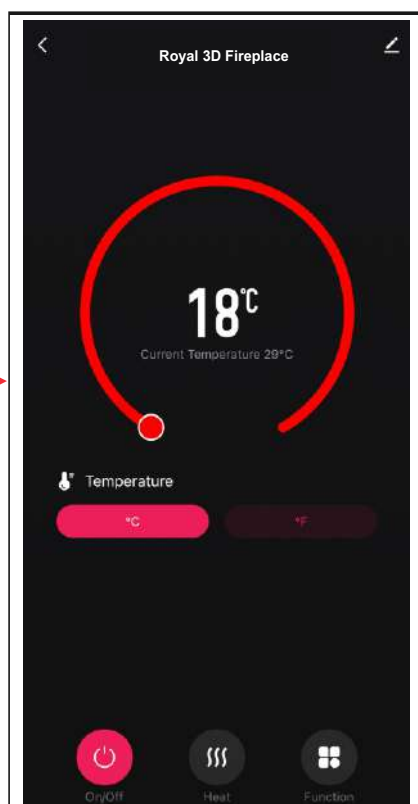 Royal 3D Fireplace
18°C
Current Temperature 29°C
Temperature
°C
°F
On/Off
Heat
Function